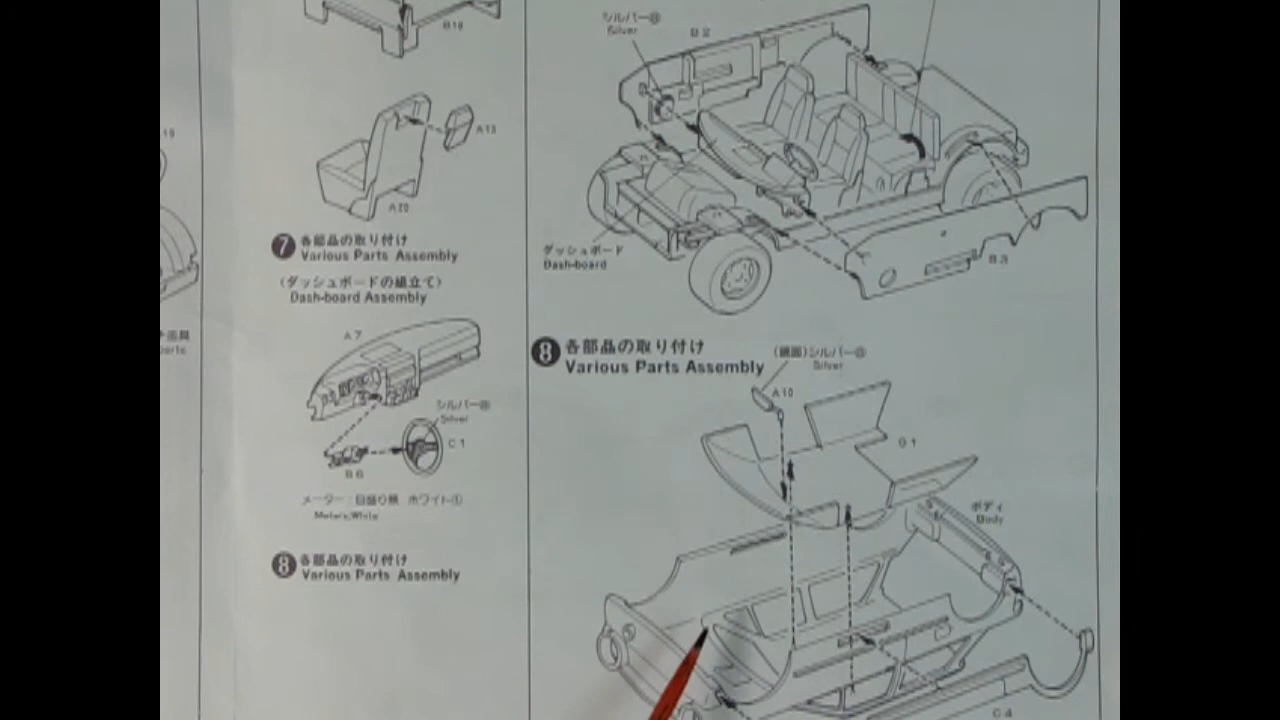 B18
A13
A20
7 各部品の取り付け
Various Parts Assembly
(ダッシュボードの組立て)
Dash-board Assembly
A7
シルバー
Silver
C1
B6
メーター:目盛り類 ホワイト①
Meters:White
8 各部品の取り付け
Various Parts Assembly
19
シルバー
Silver
B2
ダッシュボード
Dash-board
B3
8 各部品の取り付け
Various Parts Assembly
(鏡面)シルバー
Silver
A10
ボディ
Body
C4